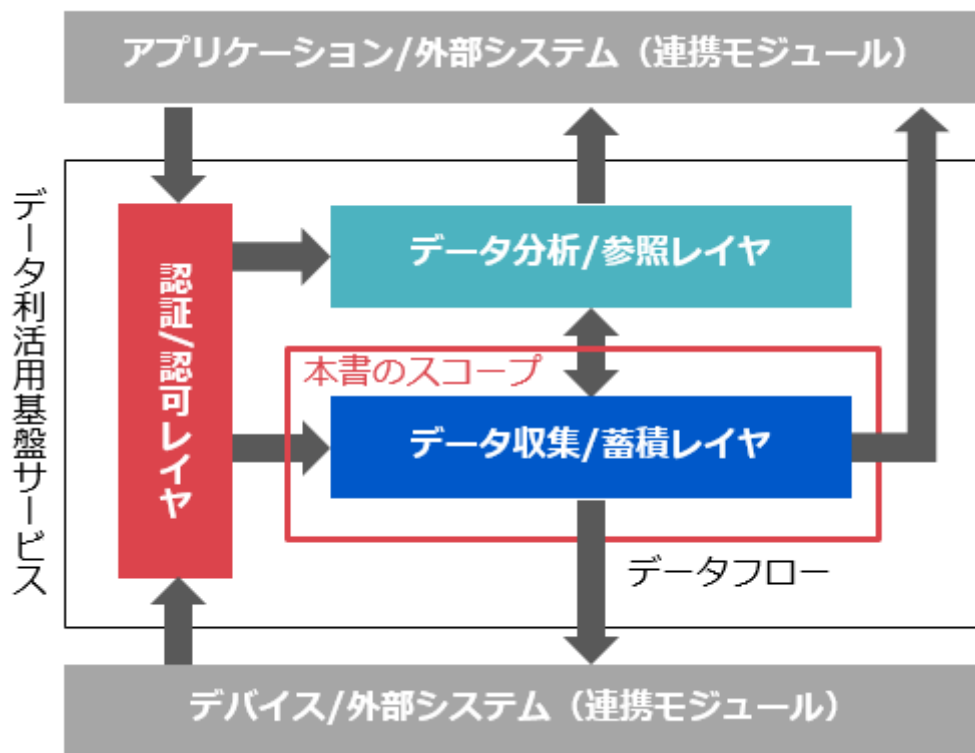 アプリケーション/外部システム（連携モジュール）
データ利活用基盤サービス
認証/認可レイヤ
データ分析/参照レイヤ
本書のスコープ
データ収集/蓄積レイヤ
データフロー
デバイス/外部システム（連携モジュール）